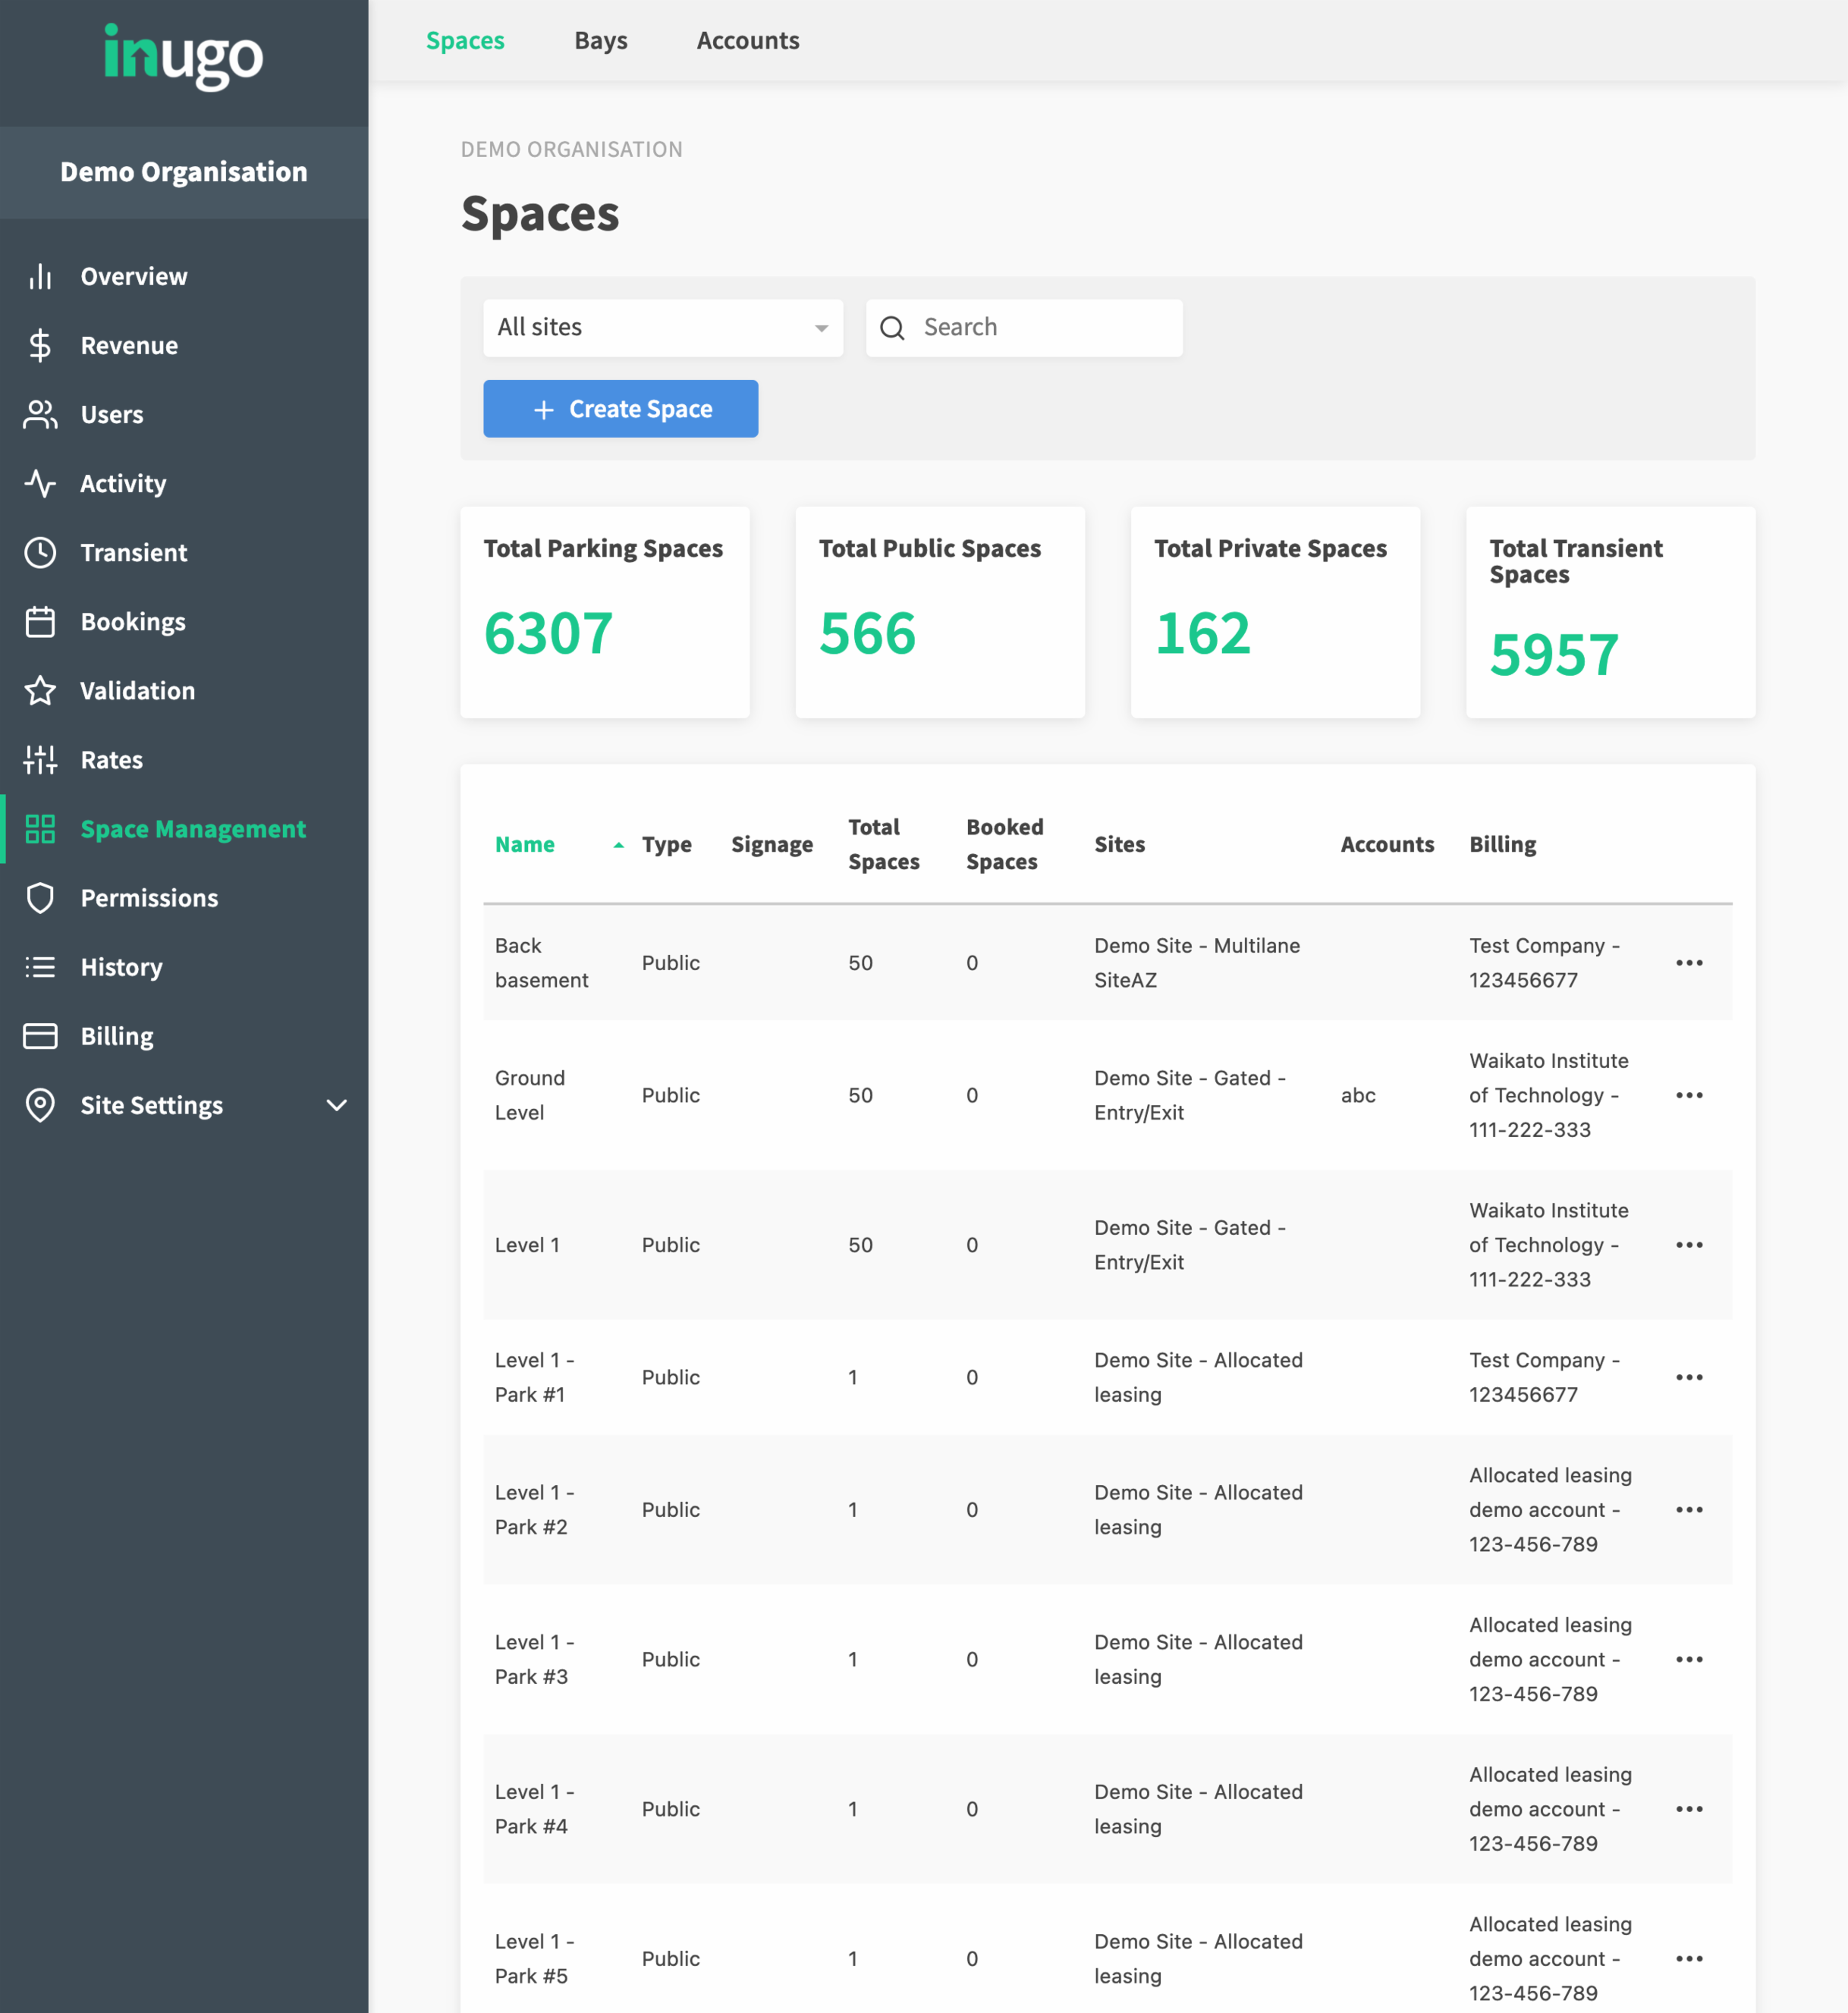 inugo
Demo Organisation
Overview
Revenue
Users
Activity
Transient
Bookings
Validation
Rates
Space Management
Permissions
History
Billing
Site Settings
Spaces Bays Accounts
DEMO ORGANISATION
Spaces
All sites Search
Create Space
Total Parking Spaces
6307
Total Public Spaces
566
Total Private Spaces
162
Total Transient
Spaces
5957
Name Type Signage Total Spaces Booked Spaces Sites Accounts Billing
Back basement Public 50 0 Demo Site - Multilane SiteAZ Test Company - 123456677
Ground Level Public 50 0 Demo Site - Gated - Entry/Exit abc Waikato Institute of Technology - 111-222-333
Level 1 Public 50 0 Demo Site - Gated - Entry/Exit Waikato Institute of Technology - 111-222-333
Level 1 - Park #1 Public 1 0 Demo Site - Allocated leasing Test Company - 123456677
Level 1 - Park #2 Public 1 0 Demo Site - Allocated leasing Allocated leasing demo account - 123-456-789
Level 1 - Park #3 Public 1 0 Demo Site - Allocated leasing Allocated leasing demo account - 123-456-789
Level 1 - Park #4 Public 1 0 Demo Site - Allocated leasing Allocated leasing demo account - 123-456-789
Level 1 - Park #5 Public 1 0 Demo Site - Allocated leasing Allocated leasing demo account - 123-456-789